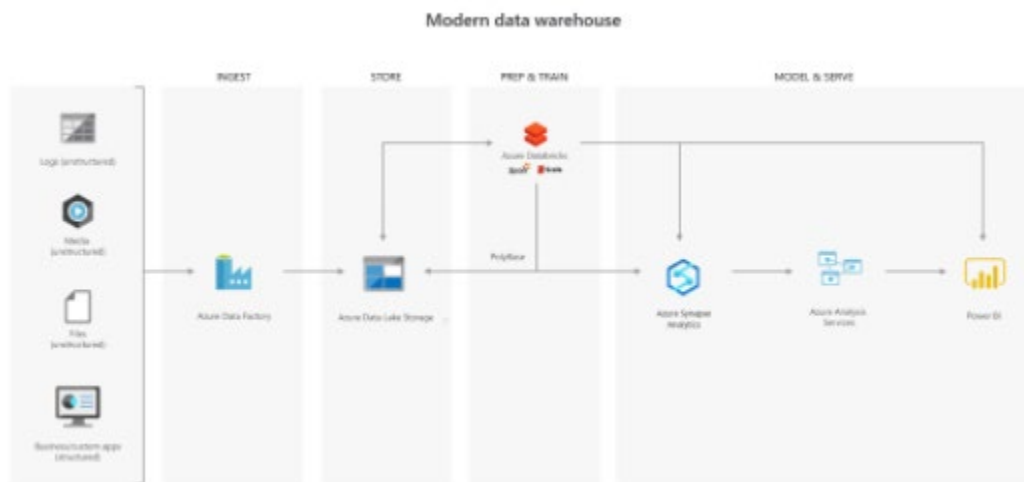 Modern data warehouse
INGEST
STORE
PREP & TRAIN
MODEL & SERVE
Logs (unstructured)
Media
(unstructured)
Files
(unstructured)
Business/custom apps
(structured)
Azure Data Factory
Azure Data Lake Storage
Azure Databricks
Spark
PolyBase
Azure Synapse
Analytics
Azure Analysis
Services
Power BI